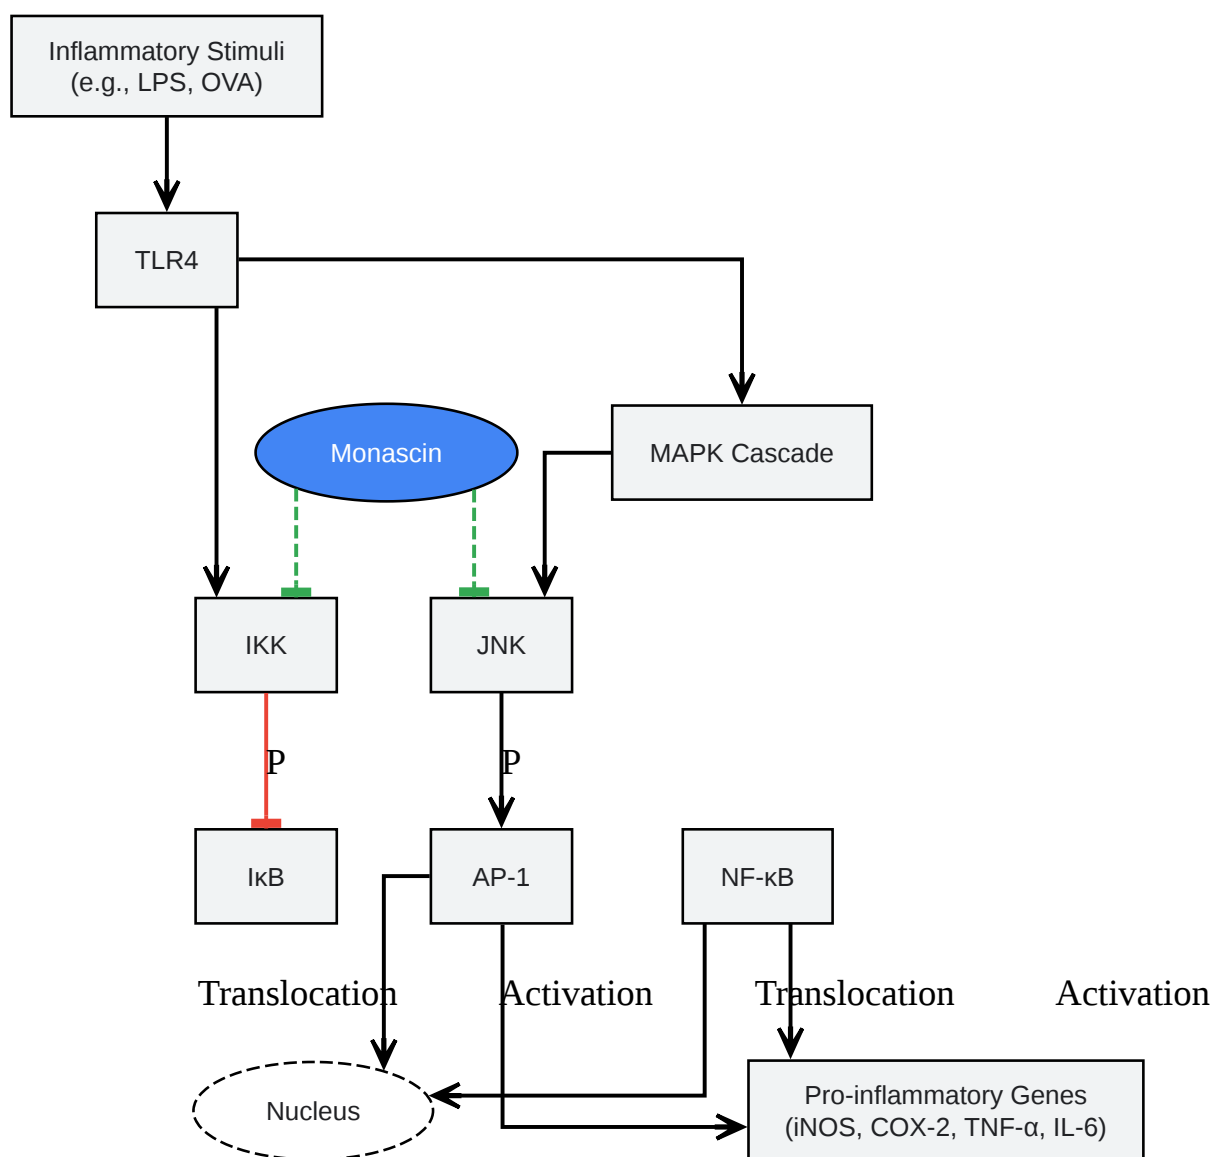 Inflammatory Stimuli
(e.g., LPS, OVA)
TLR4
Monascin
MAPK Cascade
IKK
JNK
P
P
IκB
AP-1
NF-κB
Translocation
Activation
Translocation
Activation
Nucleus
Pro-inflammatory Genes
(iNOS, COX-2, TNF-α, IL-6)